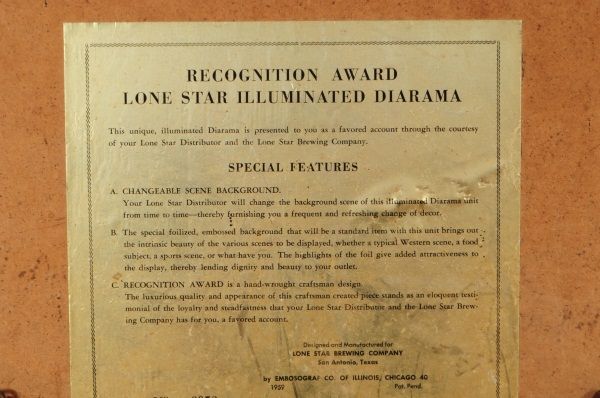 RECOGNITION AWARD
LONE STAR ILLUMINATED DIARAMA
This unique, illuminated Diarama is presented to you as a favored account through the courtesy
of your Lone Star Distributor and the Lone Star Brewing Company.
SPECIAL FEATURES
A. CHANGEABLE SCENE BACKGROUND.
Your Lone Star Distributor will change the background scene of this illuminated Diarama unit
from time to time—thereby furnishing you a frequent and refreshing change of decor.
B. The special foilized, embossed background that will be a standard item with this unit brings out
the intrinsic beauty of the various scenes to be displayed, whether a typical Western scene, a food
subject, a sports scene, or what-have you. The highlights of the foil give added attractiveness to
the display, thereby lending dignity and beauty to your outlet.
C. RECOGNITION AWARD is a hand-wrought craftsman design.
The luxurious quality and appearance of this craftsman created piece stands as an eloquent testi-
monial of the loyalty and steadfastness that your Lone Star Distributor and the Lone Star Brew-
ing Company has for you, a favored account.
Designed and Manufactured for
LONE STAR BREWING COMPANY
San Antonio, Texas
by EMBOSOGRAF CO. OF ILLINOIS, CHICAGO 40
1959 Pat. Pend.